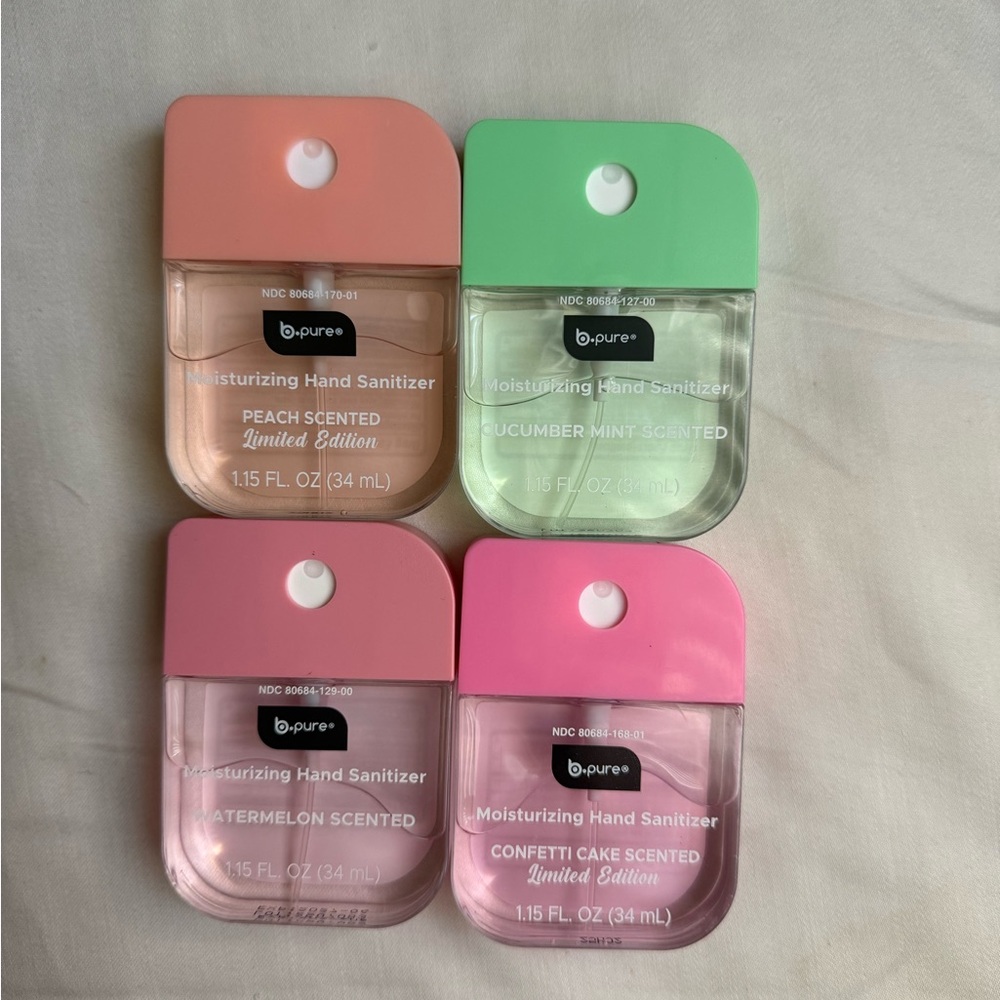 NDC 80684-170-01
b.pure®
Moisturizing Hand Sanitizer
PEACH SCENTED
Limited Edition
1.15 FL. OZ (34 mL)
NDC 80684-127-00
b.pure®
Moisturizing Hand Sanitizer
CUCUMBER MINT SCENTED
1.15 FL. OZ (34 mL)
NDC 80684-129-00
b.pure®
Moisturizing Hand Sanitizer
WATERMELON SCENTED
1.15 FL. OZ (34 mL)
NDC 80684-168-01
b.pure®
Moisturizing Hand Sanitizer
CONFETTI CAKE SCENTED
Limited Edition
1.15 FL. OZ (34 mL)